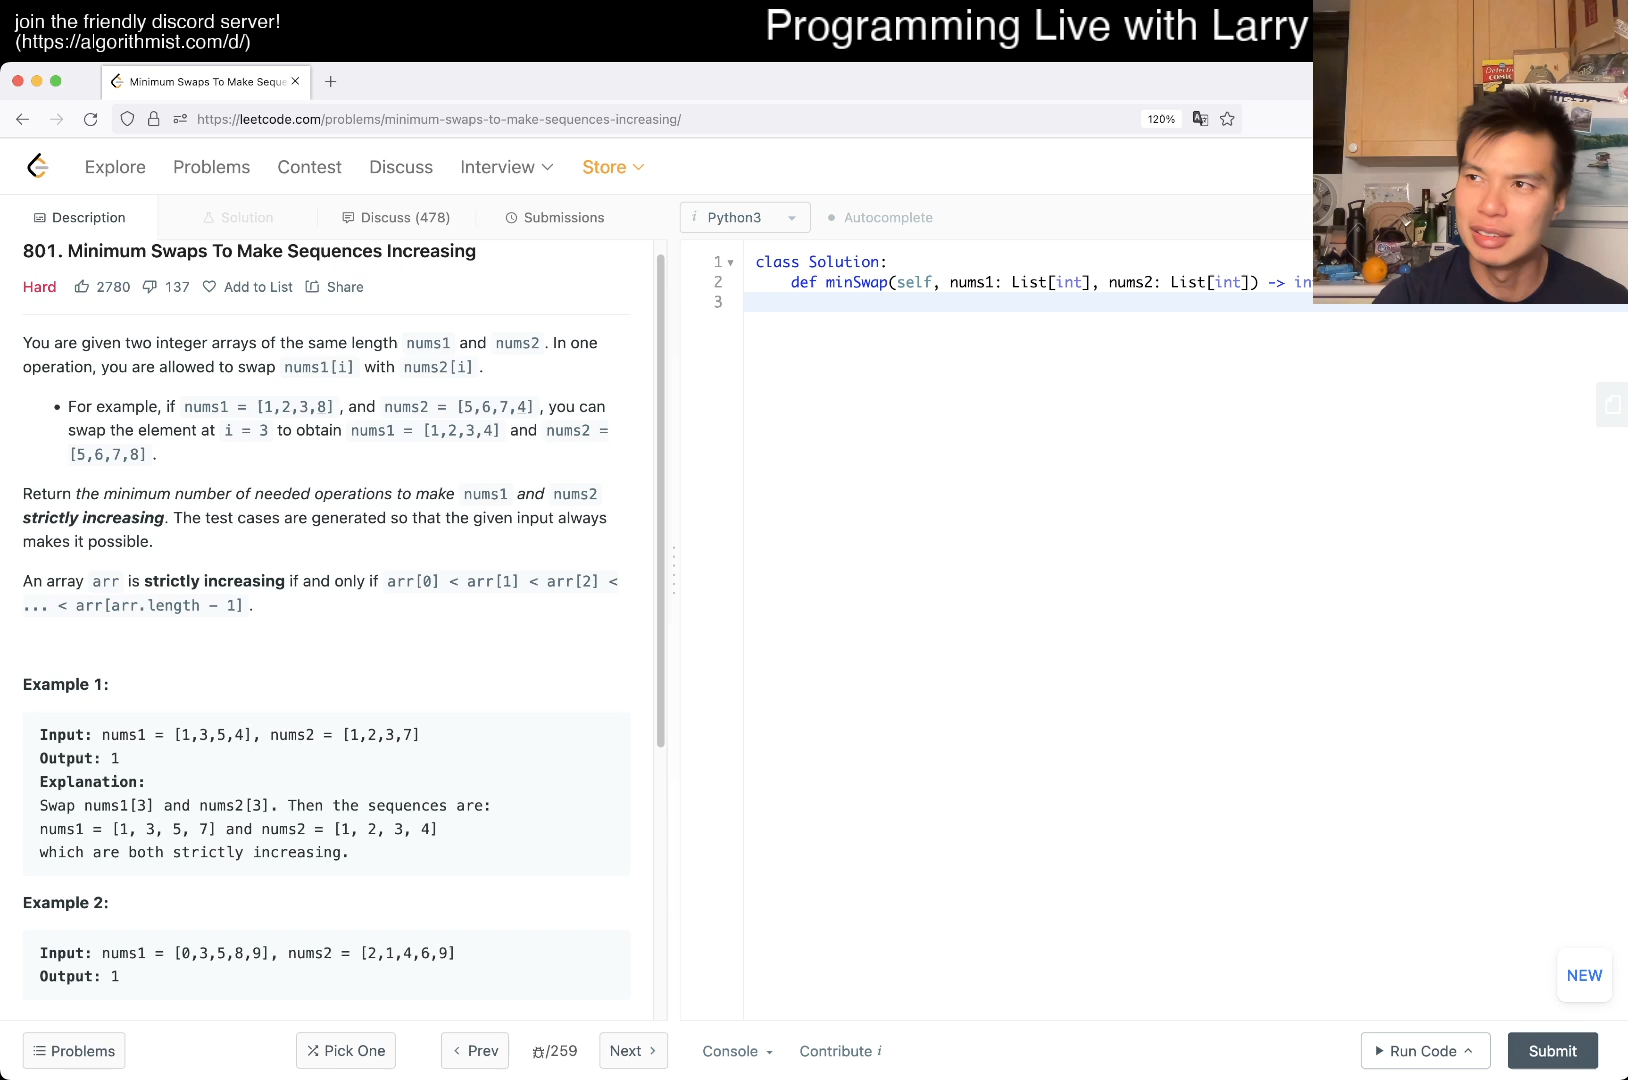 join the friendly discord server!
(https://algorithmist.com/d/)
Programming Live with Larry
Minimum Swaps To Make Seque
https://leetcode.com/problems/minimum-swaps-to-make-sequences-increasing/
120%
Explore Problems Contest Discuss Interview Store
Description Solution Discuss (478) Submissions
i Python3 Autocomplete
801. Minimum Swaps To Make Sequences Increasing
Hard 2780 137 Add to List Share
You are given two integer arrays of the same length nums1 and nums2. In one
operation, you are allowed to swap nums1[i] with nums2[i].
• For example, if nums1 = [1,2,3,8], and nums2 = [5,6,7,4], you can
swap the element at i = 3 to obtain nums1 = [1,2,3,4] and nums2 =
[5,6,7,8].
Return the minimum number of needed operations to make nums1 and nums2
strictly increasing. The test cases are generated so that the given input always
makes it possible.
An array arr is strictly increasing if and only if arr[0] < arr[1] < arr[2] <
... < arr[arr.length - 1].
Example 1:
Input: nums1 = [1,3,5,4], nums2 = [1,2,3,7]
Output: 1
Explanation:
Swap nums1[3] and nums2[3]. Then the sequences are:
nums1 = [1, 3, 5, 7] and nums2 = [1, 2, 3, 4]
which are both strictly increasing.
Example 2:
Input: nums1 = [0,3,5,8,9], nums2 = [2,1,4,6,9]
Output: 1
1 class Solution:
2 def minSwap(self, nums1: List[int], nums2: List[int]) -> in
3
NEW
Problems Pick One Prev /259 Next Console Contribute i Run Code Submit